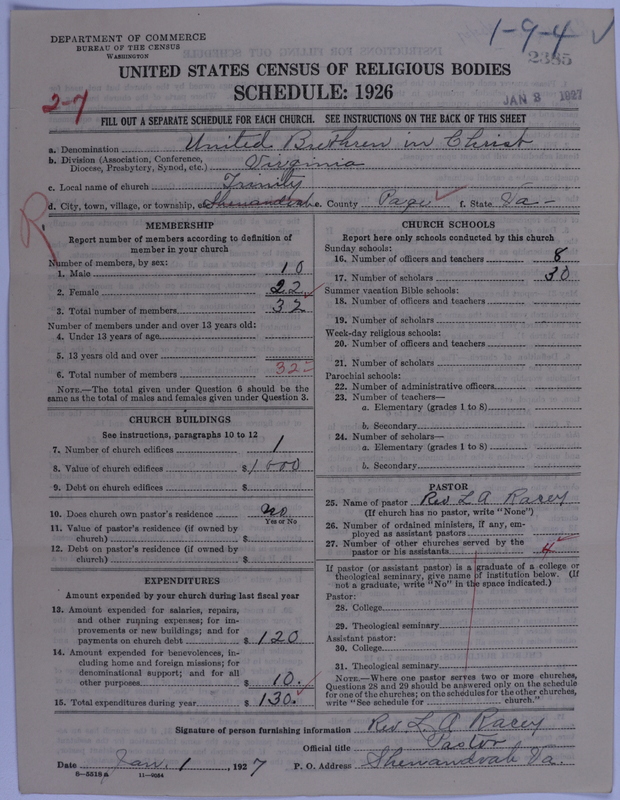 DEPARTMENT OF COMMERCE
BUREAU OF THE CENSUS
WASHINGTON
1-9-4 ✓
2385
UNITED STATES CENSUS OF RELIGIOUS BODIES
SCHEDULE: 1926
2-7
JAN 3 1927
FILL OUT A SEPARATE SCHEDULE FOR EACH CHURCH. SEE INSTRUCTIONS ON THE BACK OF THIS SHEET
a. Denomination United Brethren in Christ
b. Division (Association, Conference, Diocese, Presbytery, Synod, etc.) Virginia
c. Local name of church Trinity
d. City, town, village, or township, Shenandoah e. County Page f. State Va-
R
MEMBERSHIP
Report number of members according to definition of
member in your church
Number of members, by sex:
1. Male 10
2. Female 22
3. Total number of members 32
Number of members under and over 13 years old:
4. Under 13 years of age
5. 13 years old and over
6. Total number of members 32
NOTE.—The total given under Question 6 should be the
same as the total of males and females given under Question 3.
CHURCH BUILDINGS
See instructions, paragraphs 10 to 12
7. Number of church edifices 1
8. Value of church edifices $1000
9. Debt on church edifices $
10. Does church own pastor's residence No
Yes or No
11. Value of pastor's residence (if owned by
church) $
12. Debt on pastor's residence (if owned by
church) $
EXPENDITURES
Amount expended by your church during last fiscal year
13. Amount expended for salaries, repairs,
and other running expenses; for im-
provements or new buildings; and for
payments on church debt $ 120
14. Amount expended for benevolences, in-
cluding home and foreign missions; for
denominational support; and for all
other purposes $ 10.
15. Total expenditures during year $ 130.
CHURCH SCHOOLS
Report here only schools conducted by this church
Sunday schools:
16. Number of officers and teachers 8
17. Number of scholars 30
Summer vacation Bible schools:
18. Number of officers and teachers
19. Number of scholars
Week-day religious schools:
20. Number of officers and teachers
21. Number of scholars
Parochial schools:
22. Number of administrative officers
23. Number of teachers—
a. Elementary (grades 1 to 8)
b. Secondary
24. Number of scholars—
a. Elementary (grades 1 to 8)
b. Secondary
PASTOR
25. Name of pastor Rev L A Racey
(If church has no pastor, write "None")
26. Number of ordained ministers, if any, em-
ployed as assistant pastors
27. Number of other churches served by the
pastor or his assistants 4
If pastor (or assistant pastor) is a graduate of a college or
theological seminary, give name of institution below. (If
not a graduate, write "No" in the space indicated.)
Pastor:
28. College
29. Theological seminary
Assistant pastor:
30. College
31. Theological seminary
NOTE.—Where one pastor serves two or more churches,
Questions 28 and 29 should be answered only on the schedule
for one of the churches; on the schedules for the other churches,
write "See schedule for church."
Signature of person furnishing information Rev. L. A Racey
Official title Pastor
Date Jan. 1, 1927 P. O. Address Shenandoah Va.
8-5518a 11-9084